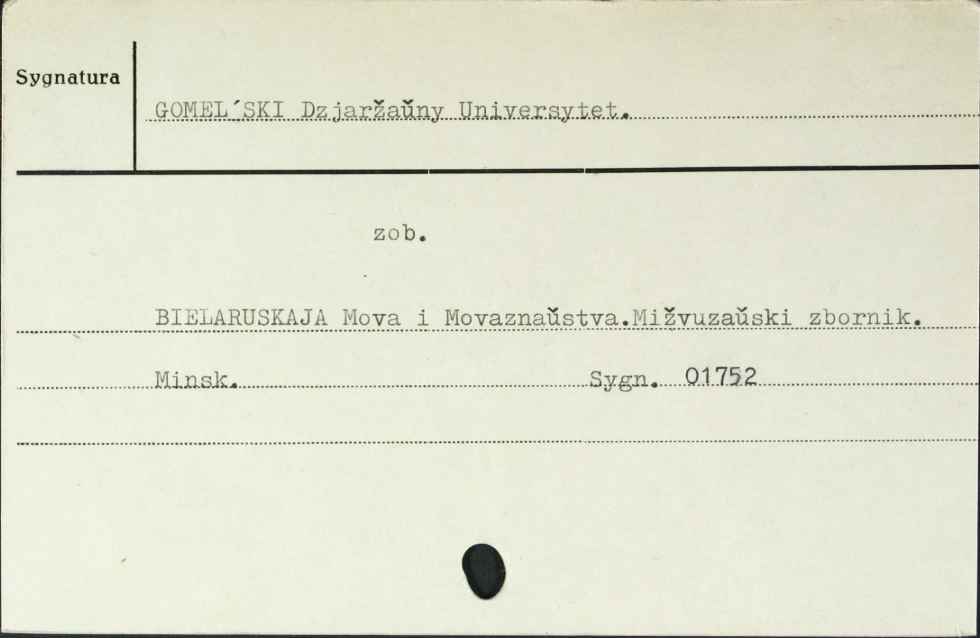 Sygnatura
GOMEL´SKI Dzjaržaŭny Universytet.
zob.
BIELARUSKAJA Mova i Movaznaŭstva.Mižvuzaŭski zbornik.
Minsk. Sygn. 01752